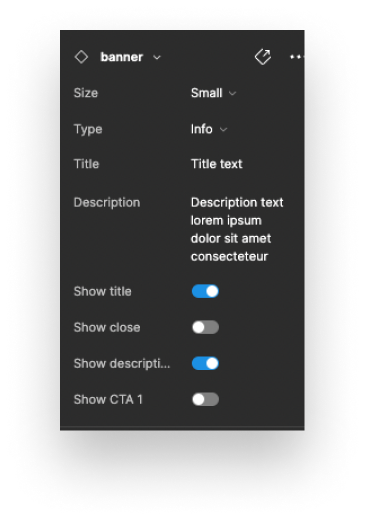 banner
Size Small
Type Info
Title Title text
Description Description text
lorem ipsum
dolor sit amet
consecteteur
Show title
Show close
Show descripti...
Show CTA 1